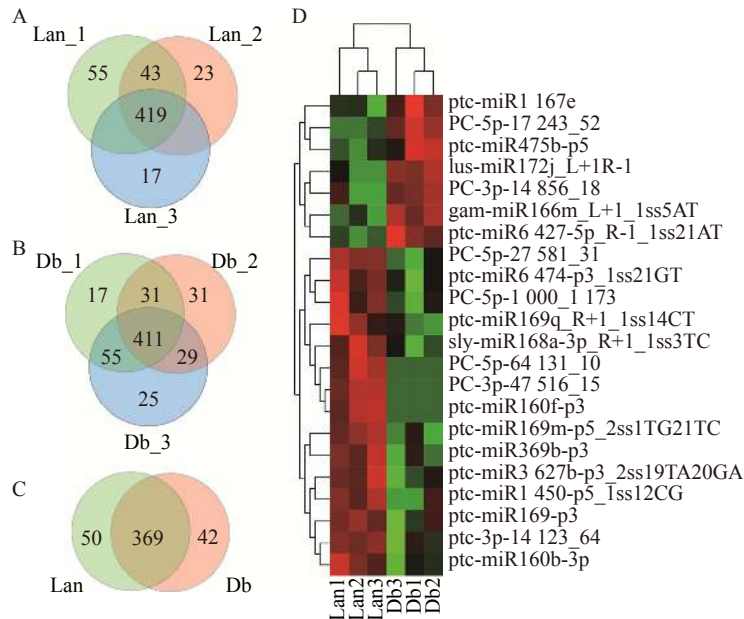 A
Lan_1
Lan_2
55
43
23
419
17
Lan_3
B
Db_1
Db_2
17
31
31
411
55
29
25
Db_3
C
50
369
42
Lan
Db
D
ptc-miR1 167e
PC-5p-17 243_52
ptc-miR475b-p5
lus-miR172j_L+1R-1
PC-3p-14 856_18
gam-miR166m_L+1_1ss5AT
ptc-miR6 427-5p_R-1_1ss21AT
PC-5p-27 581_31
ptc-miR6 474-p3_1ss21GT
PC-5p-1 000_1 173
ptc-miR169q_R+1_1ss14CT
sly-miR168a-3p_R+1_1ss3TC
PC-5p-64 131_10
PC-3p-47 516_15
ptc-miR160f-p3
ptc-miR169m-p5_2ss1TG21TC
ptc-miR369b-p3
ptc-miR3 627b-p3_2ss19TA20GA
ptc-miR1 450-p5_1ss12CG
ptc-miR169-p3
ptc-3p-14 123_64
ptc-miR160b-3p
Lan1
Lan2
Lan3
Db3
Db1
Db2